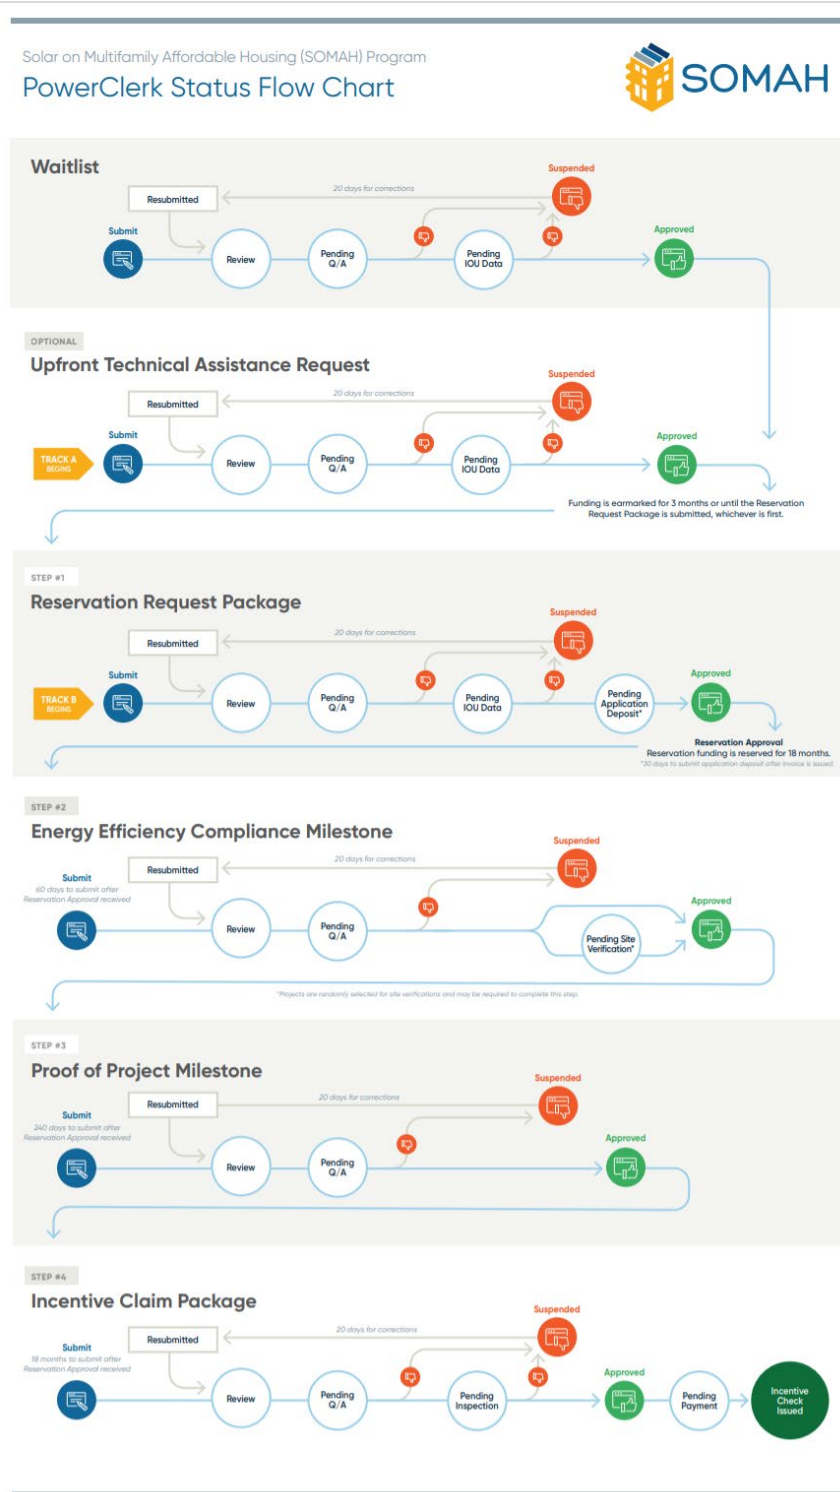 Solar on Multifamily Affordable Housing (SOMAH) Program
PowerClerk Status Flow Chart
SOMAH
Waitlist
Suspended
20 days for corrections
Resubmitted
Submit
Approved
Review
Pending
Q/A
Pending
IOU Data
OPTIONAL
Upfront Technical Assistance Request
Suspended
20 days for corrections
Resubmitted
Submit
Approved
TRACK A
BEGINS
Review
Pending
Q/A
Pending
IOU Data
Funding is earmarked for 3 months or until the Reservation
Request Package is submitted, whichever is first.
STEP #1
Reservation Request Package
Suspended
20 days for corrections
Resubmitted
Submit
Approved
TRACK B
BEGINS
Review
Pending
Q/A
Pending
IOU Data
Pending
Application
Deposit*
Reservation Approval
Reservation funding is reserved for 18 months.
*30 days to submit application deposit after invoice is issued.
STEP #2
Energy Efficiency Compliance Milestone
Suspended
20 days for corrections
Resubmitted
Submit
60 days to submit after
Reservation Approval received
Approved
Review
Pending
Q/A
Pending Site
Verification*
*Projects are randomly selected for site verifications and may be required to complete this step.
STEP #3
Proof of Project Milestone
Suspended
20 days for corrections
Resubmitted
Submit
240 days to submit after
Reservation Approval received
Approved
Review
Pending
Q/A
STEP #4
Incentive Claim Package
Suspended
20 days for corrections
Resubmitted
Submit
18 months to submit after
Reservation Approval received
Approved
Review
Pending
Q/A
Pending
Inspection
Pending
Payment
Incentive
Check
Issued